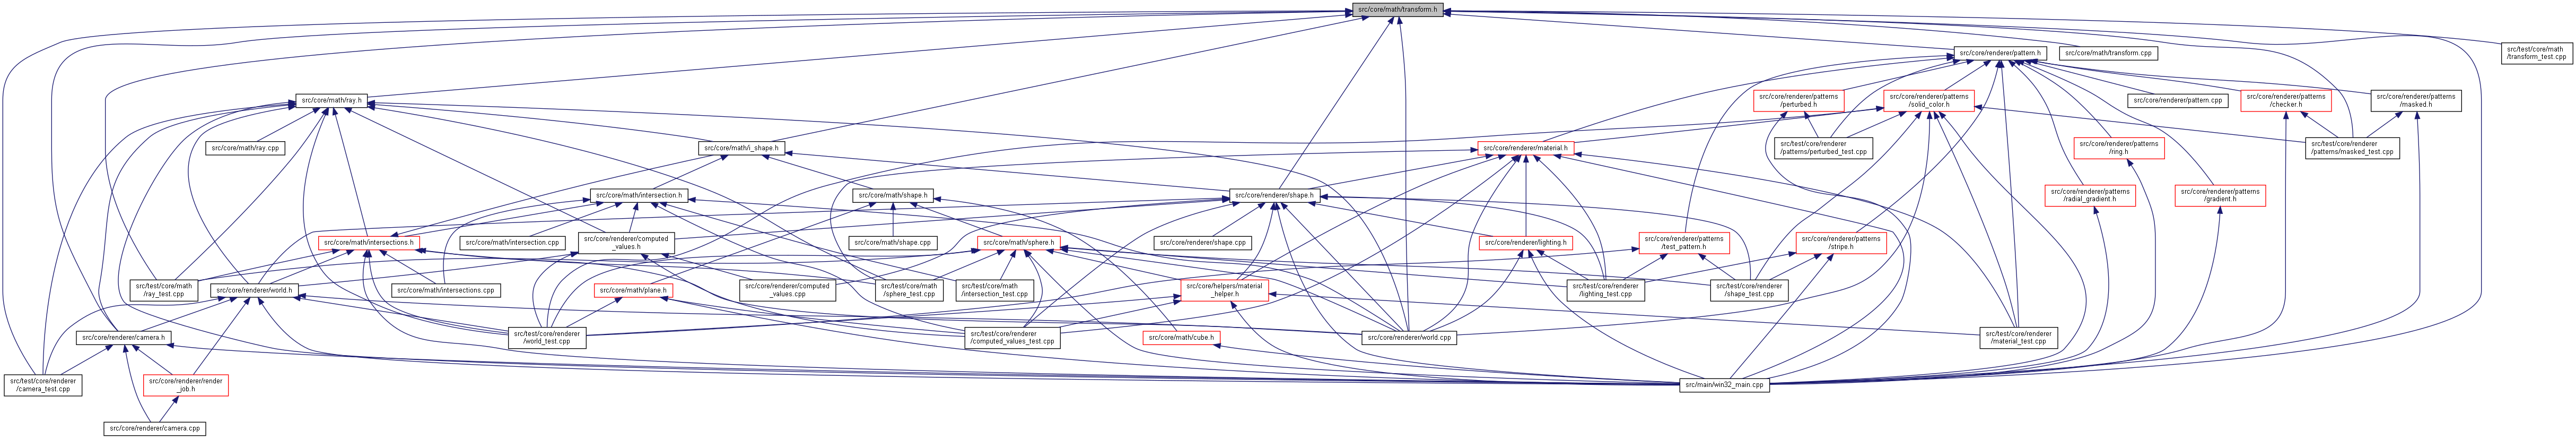 src/core/math/transform.h
src/core/renderer/pattern.h
src/core/math/transform.cpp
src/test/core/math
/transform_test.cpp
src/core/math/ray.h
src/core/renderer/patterns
/perturbed.h
src/core/renderer/patterns
/solid_color.h
src/core/renderer/pattern.cpp
src/core/renderer/patterns
/checker.h
src/core/renderer/patterns
/masked.h
src/core/math/ray.cpp
src/core/math/i_shape.h
src/core/renderer/material.h
src/test/core/renderer
/patterns/perturbed_test.cpp
src/core/renderer/patterns
/ring.h
src/test/core/renderer
/patterns/masked_test.cpp
src/core/math/intersection.h
src/core/math/shape.h
src/core/renderer/shape.h
src/core/renderer/patterns
/radial_gradient.h
src/core/renderer/patterns
/gradient.h
src/core/math/intersections.h
src/core/math/intersection.cpp
src/core/renderer/computed
_values.h
src/core/math/shape.cpp
src/core/math/sphere.h
src/core/renderer/shape.cpp
src/core/renderer/lighting.h
src/core/renderer/patterns
/test_pattern.h
src/core/renderer/patterns
/stripe.h
src/test/core/math
/ray_test.cpp
src/core/renderer/world.h
src/core/math/intersections.cpp
src/core/math/plane.h
src/core/renderer/computed
_values.cpp
src/test/core/math
/sphere_test.cpp
src/test/core/math
/intersection_test.cpp
src/core/helpers/material
_helper.h
src/test/core/renderer
/lighting_test.cpp
src/test/core/renderer
/shape_test.cpp
src/core/renderer/camera.h
src/test/core/renderer
/world_test.cpp
src/test/core/renderer
/computed_values_test.cpp
src/core/math/cube.h
src/core/renderer/world.cpp
src/test/core/renderer
/material_test.cpp
src/test/core/renderer
/camera_test.cpp
src/core/renderer/render
_job.h
src/main/win32_main.cpp
src/core/renderer/camera.cpp